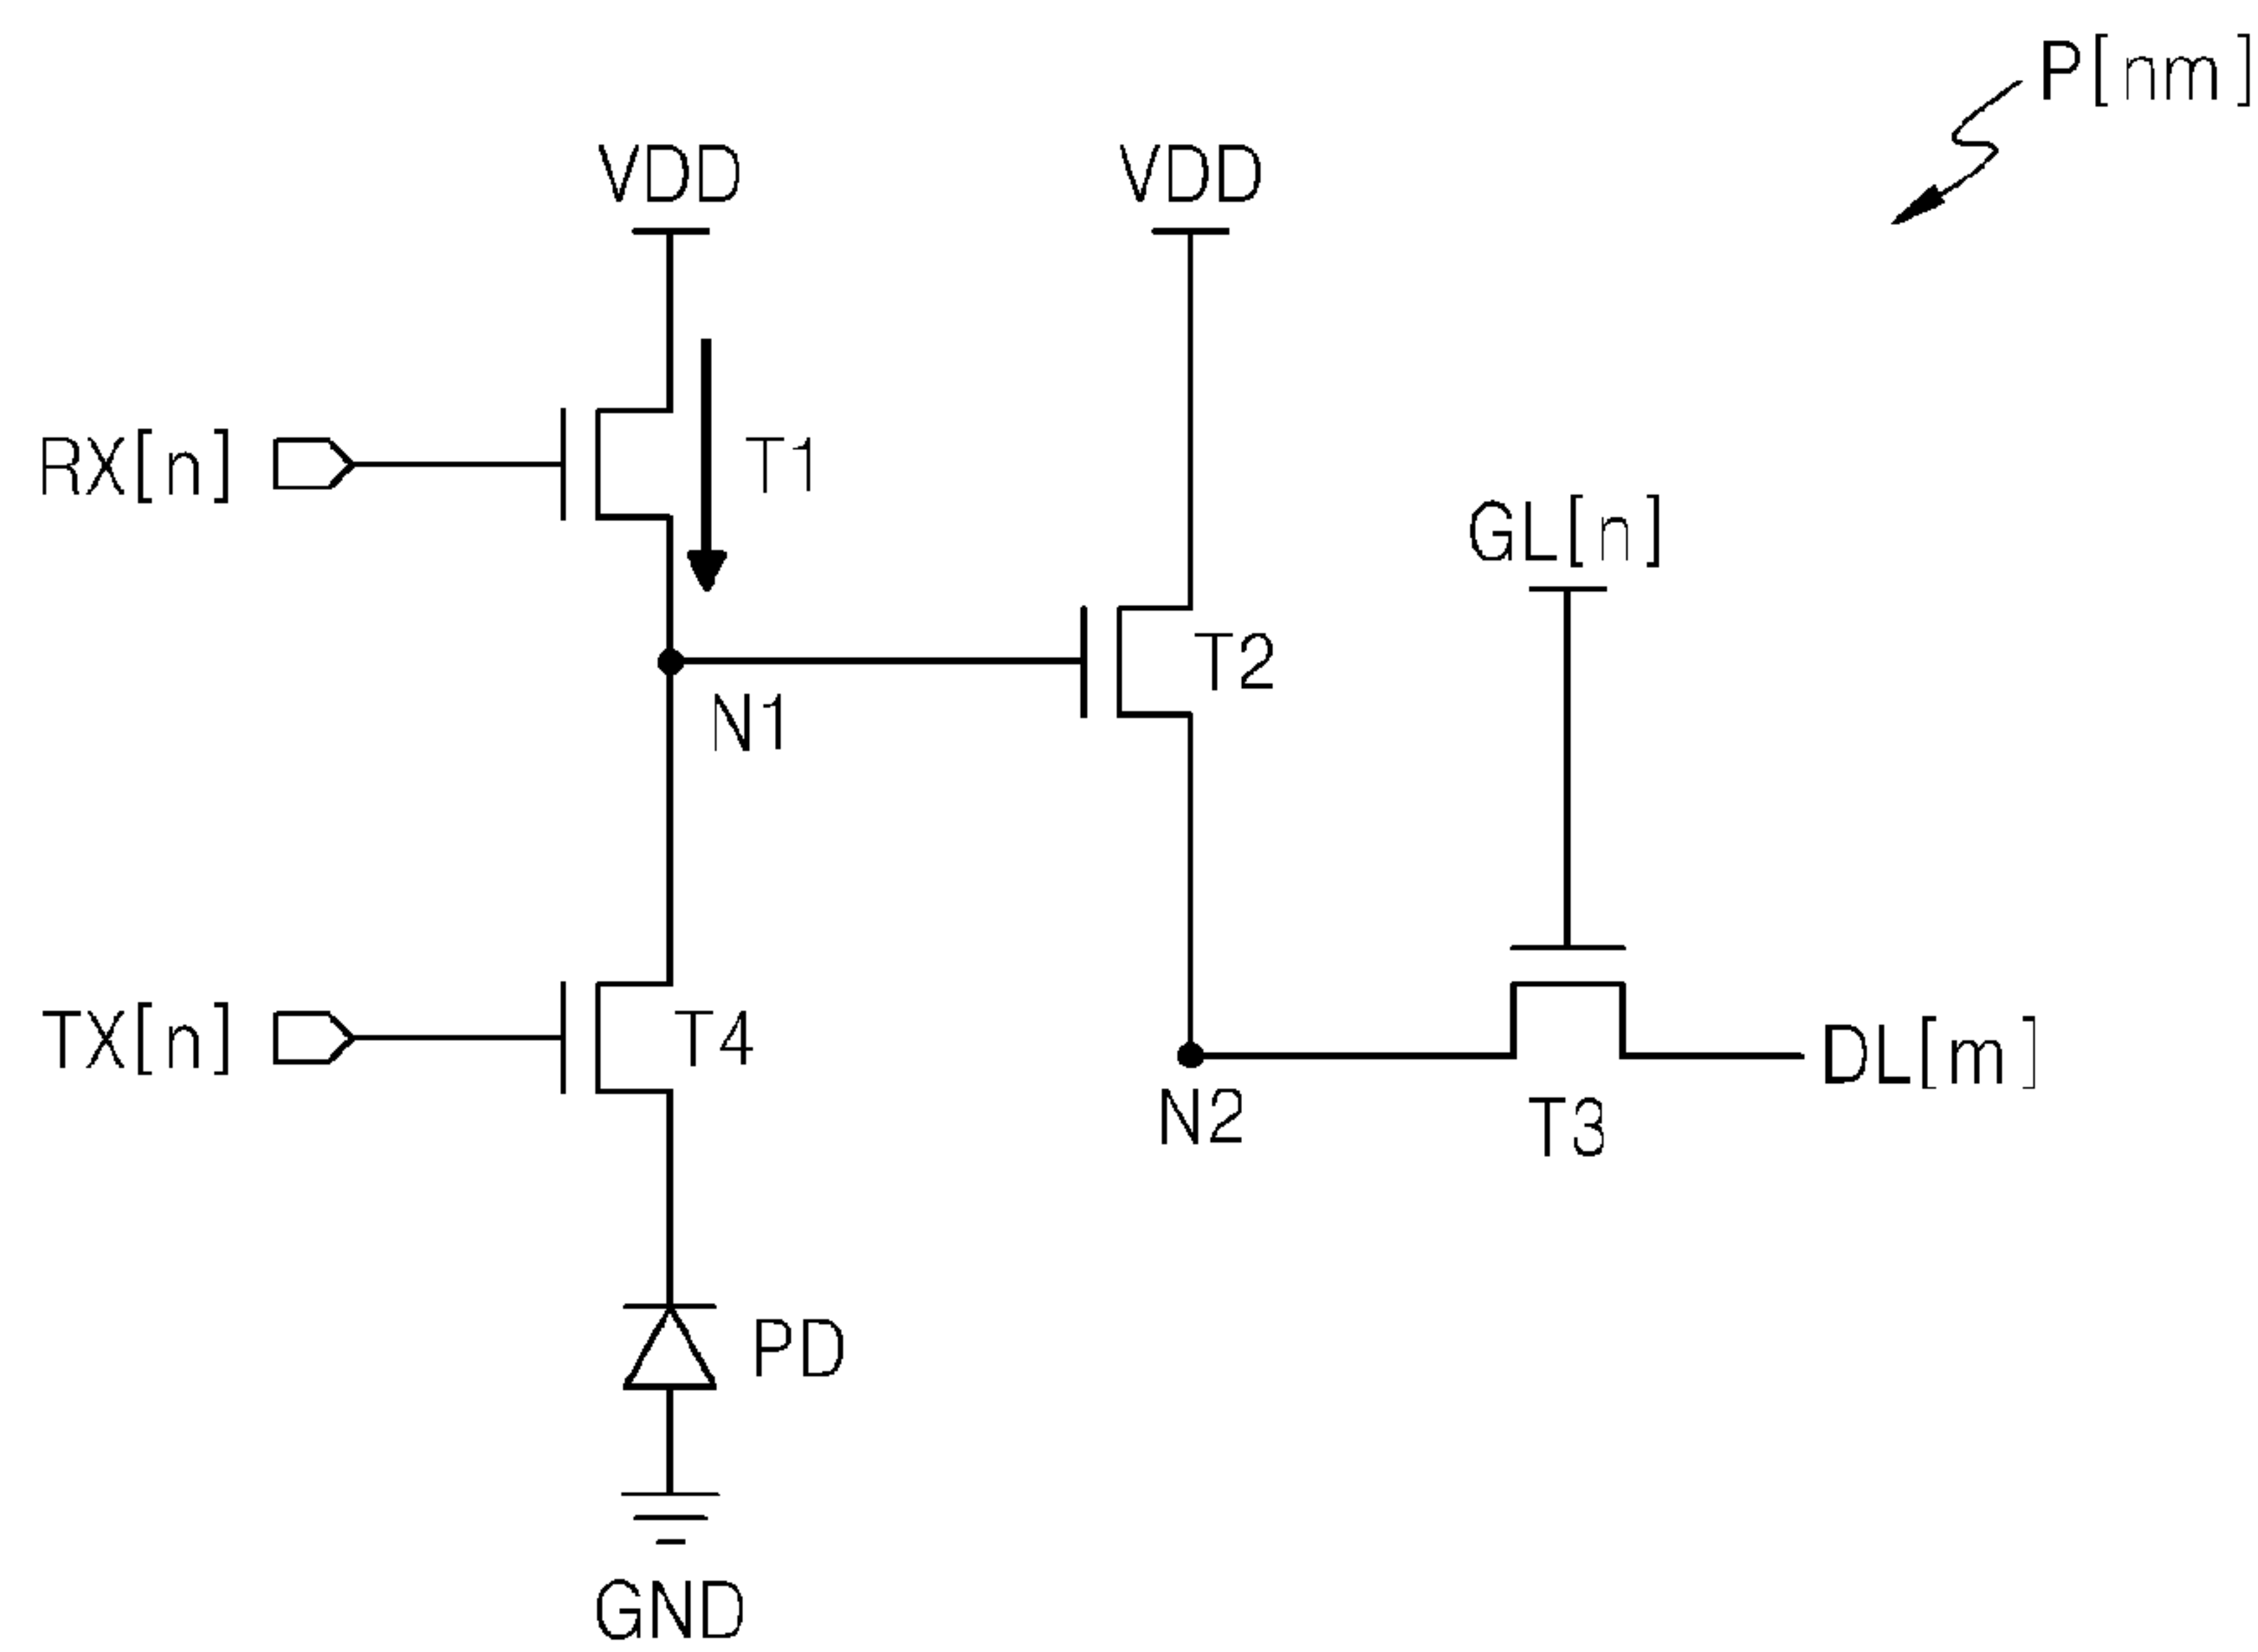 P[nm]
VDD
VDD
RX[n]
T1
GL[n]
T2
N1
TX[n]
T4
DL[m]
N2
T3
PD
GND